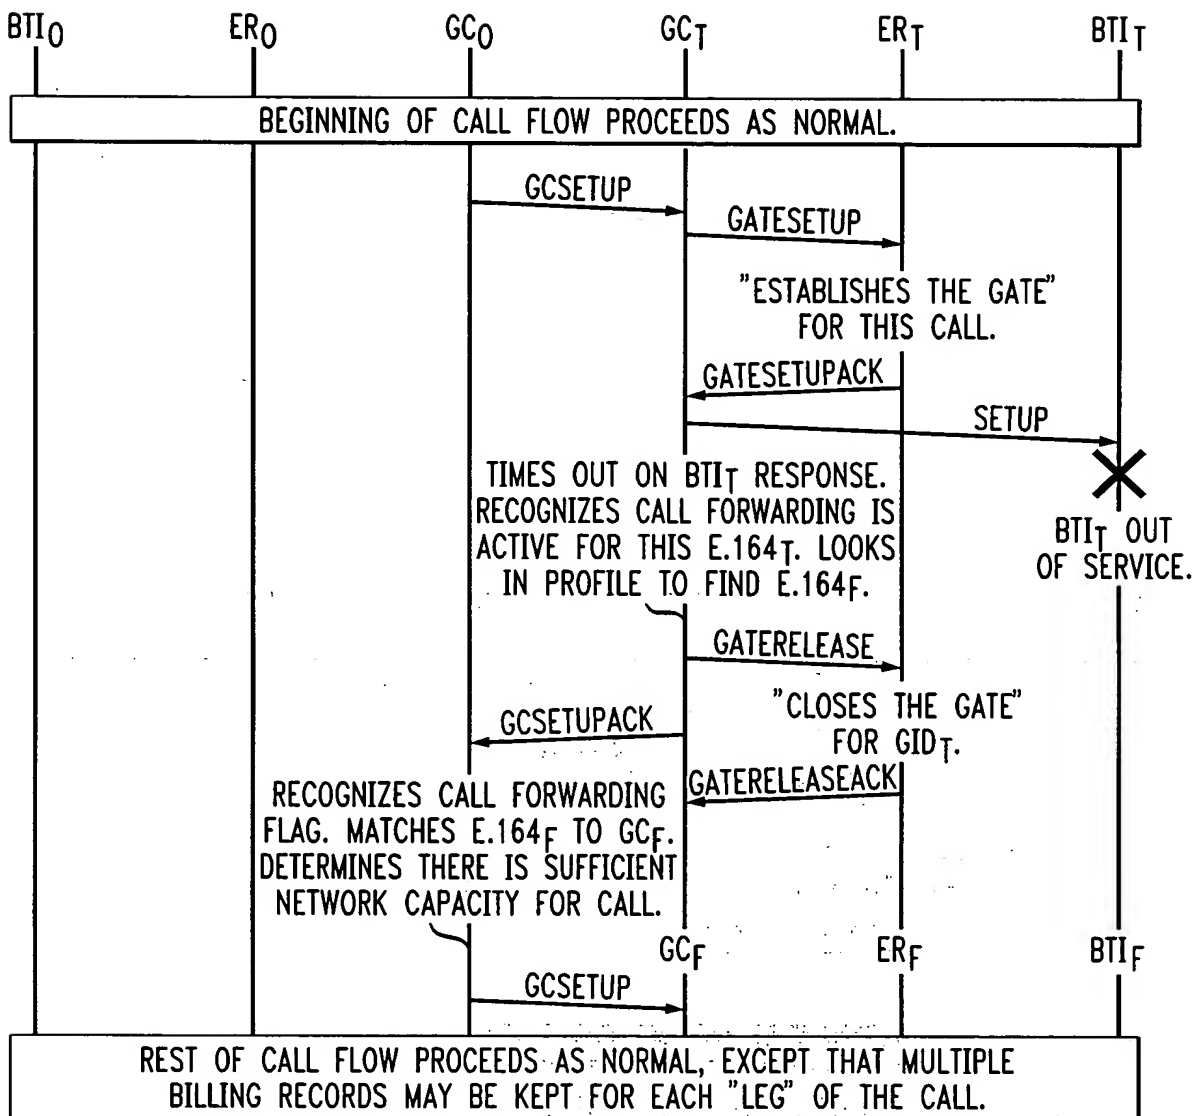 BTIO ERO GCO GCT ERT BTIT
BEGINNING OF CALL FLOW PROCEEDS AS NORMAL.
GCSETUP
GATESETUP
"ESTABLISHES THE GATE"
FOR THIS CALL.
GATESETUPACK
SETUP
TIMES OUT ON BTIT RESPONSE.
RECOGNIZES CALL FORWARDING IS
ACTIVE FOR THIS E.164T. LOOKS
IN PROFILE TO FIND E.164F.
BTIT OUT
OF SERVICE.
GATERELEASE
"CLOSES THE GATE"
FOR GIDT.
GCSETUPACK
GATERELEASEACK
RECOGNIZES CALL FORWARDING
FLAG. MATCHES E.164F TO GCF.
DETERMINES THERE IS SUFFICIENT
NETWORK CAPACITY FOR CALL.
GCF ERF BTIF
GCSETUP
REST OF CALL FLOW PROCEEDS AS NORMAL, EXCEPT THAT MULTIPLE
BILLING RECORDS MAY BE KEPT FOR EACH "LEG" OF THE CALL.